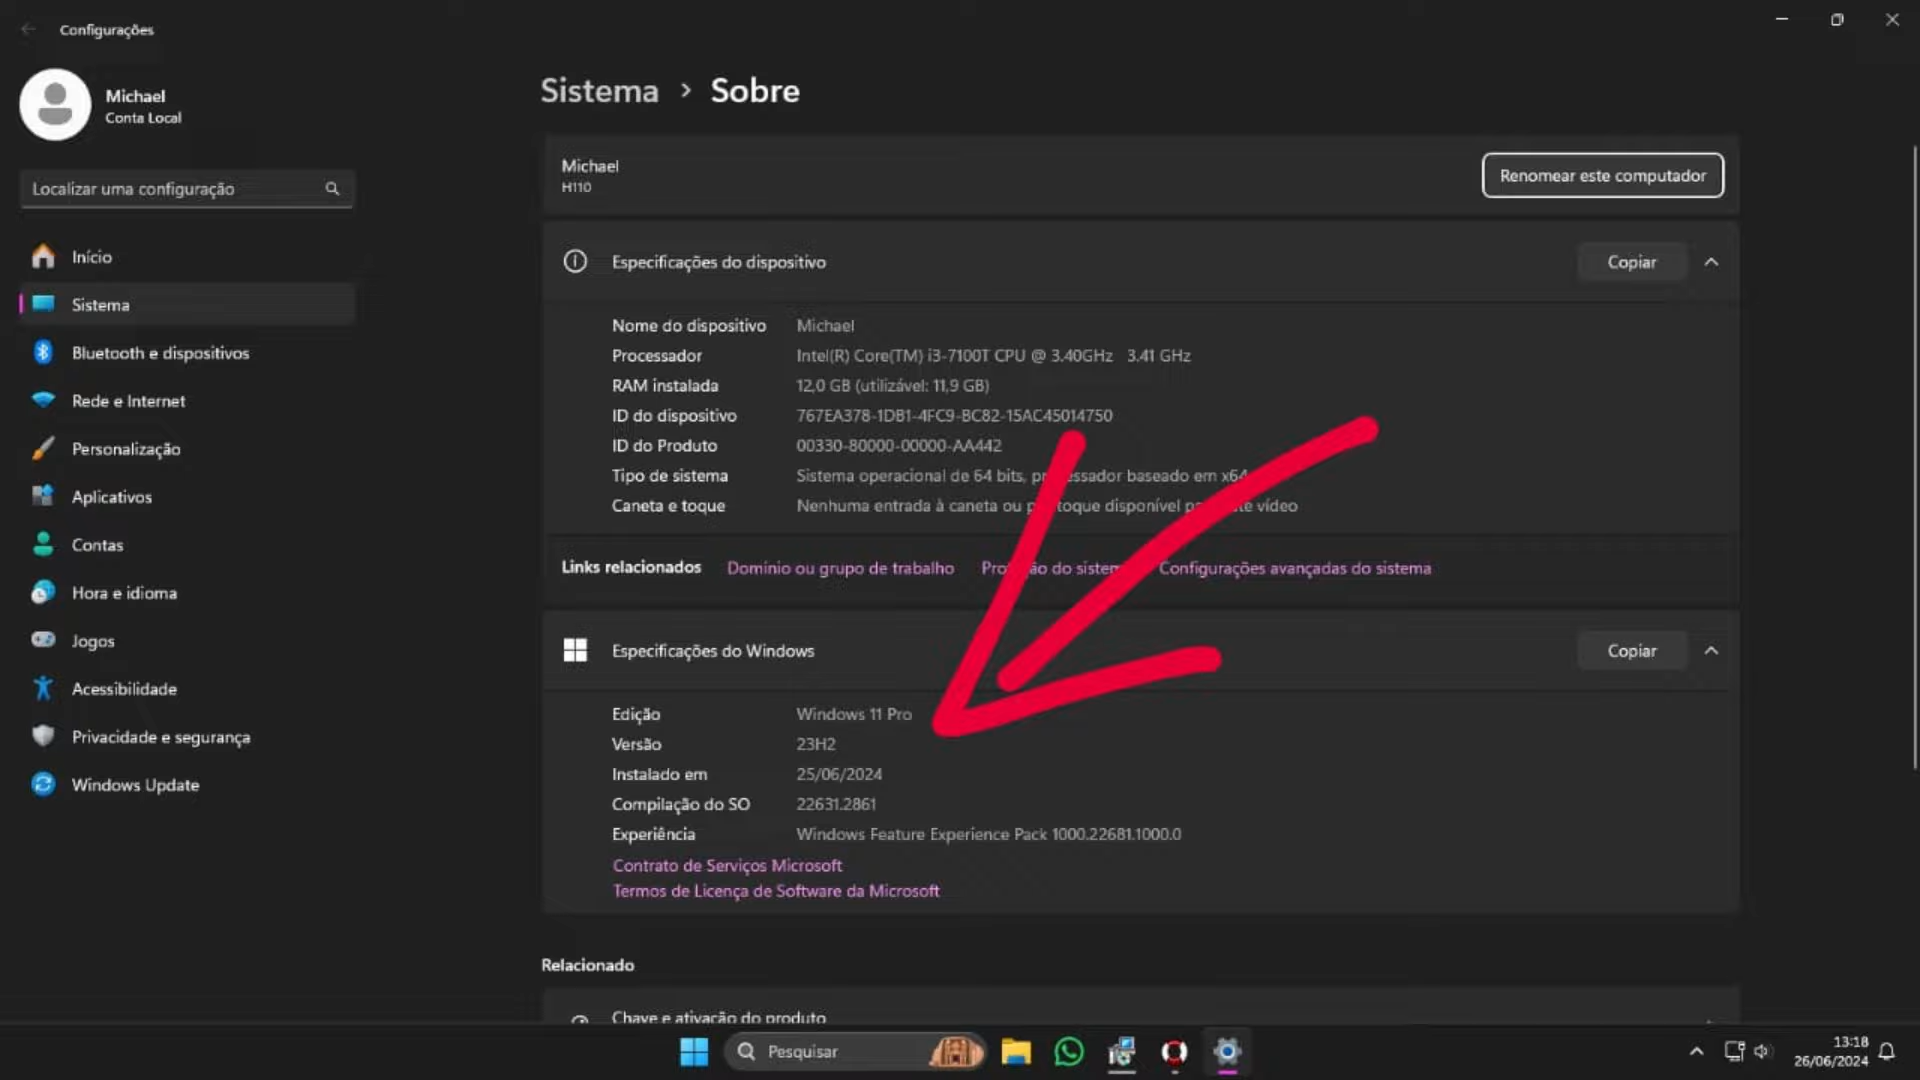 Configurações
Michael
Conta Local
Localizar uma configuração
Início
Sistema
Bluetooth e dispositivos
Rede e Internet
Personalização
Aplicativos
Contas
Hora e idioma
Jogos
Acessibilidade
Privacidade e segurança
Windows Update
Sistema > Sobre
Michael
H110
Renomear este computador
Especificações do dispositivo
Copiar
Nome do dispositivo Michael
Processador Intel(R) Core(TM) i3-7100T CPU @ 3.40GHz 3.41 GHz
RAM instalada 12,0 GB (utilizável: 11,9 GB)
ID do dispositivo 767EA378-1DB1-4FC9-BC82-15AC45014750
ID do Produto 00330-80000-00000-AA442
Tipo de sistema Sistema operacional de 64 bits, processador baseado em x64
Caneta e toque Nenhuma entrada à caneta ou por toque disponível para este vídeo
Links relacionados Domínio ou grupo de trabalho Proteção do sistema Configurações avançadas do sistema
Especificações do Windows
Copiar
Edição Windows 11 Pro
Versão 23H2
Instalado em 25/06/2024
Compilação do SO 22631.2861
Experiência Windows Feature Experience Pack 1000.22681.1000.0
Contrato de Serviços Microsoft
Termos de Licença de Software da Microsoft
Relacionado
Chave e ativação do produto
Pesquisar
13:18
26/06/2024